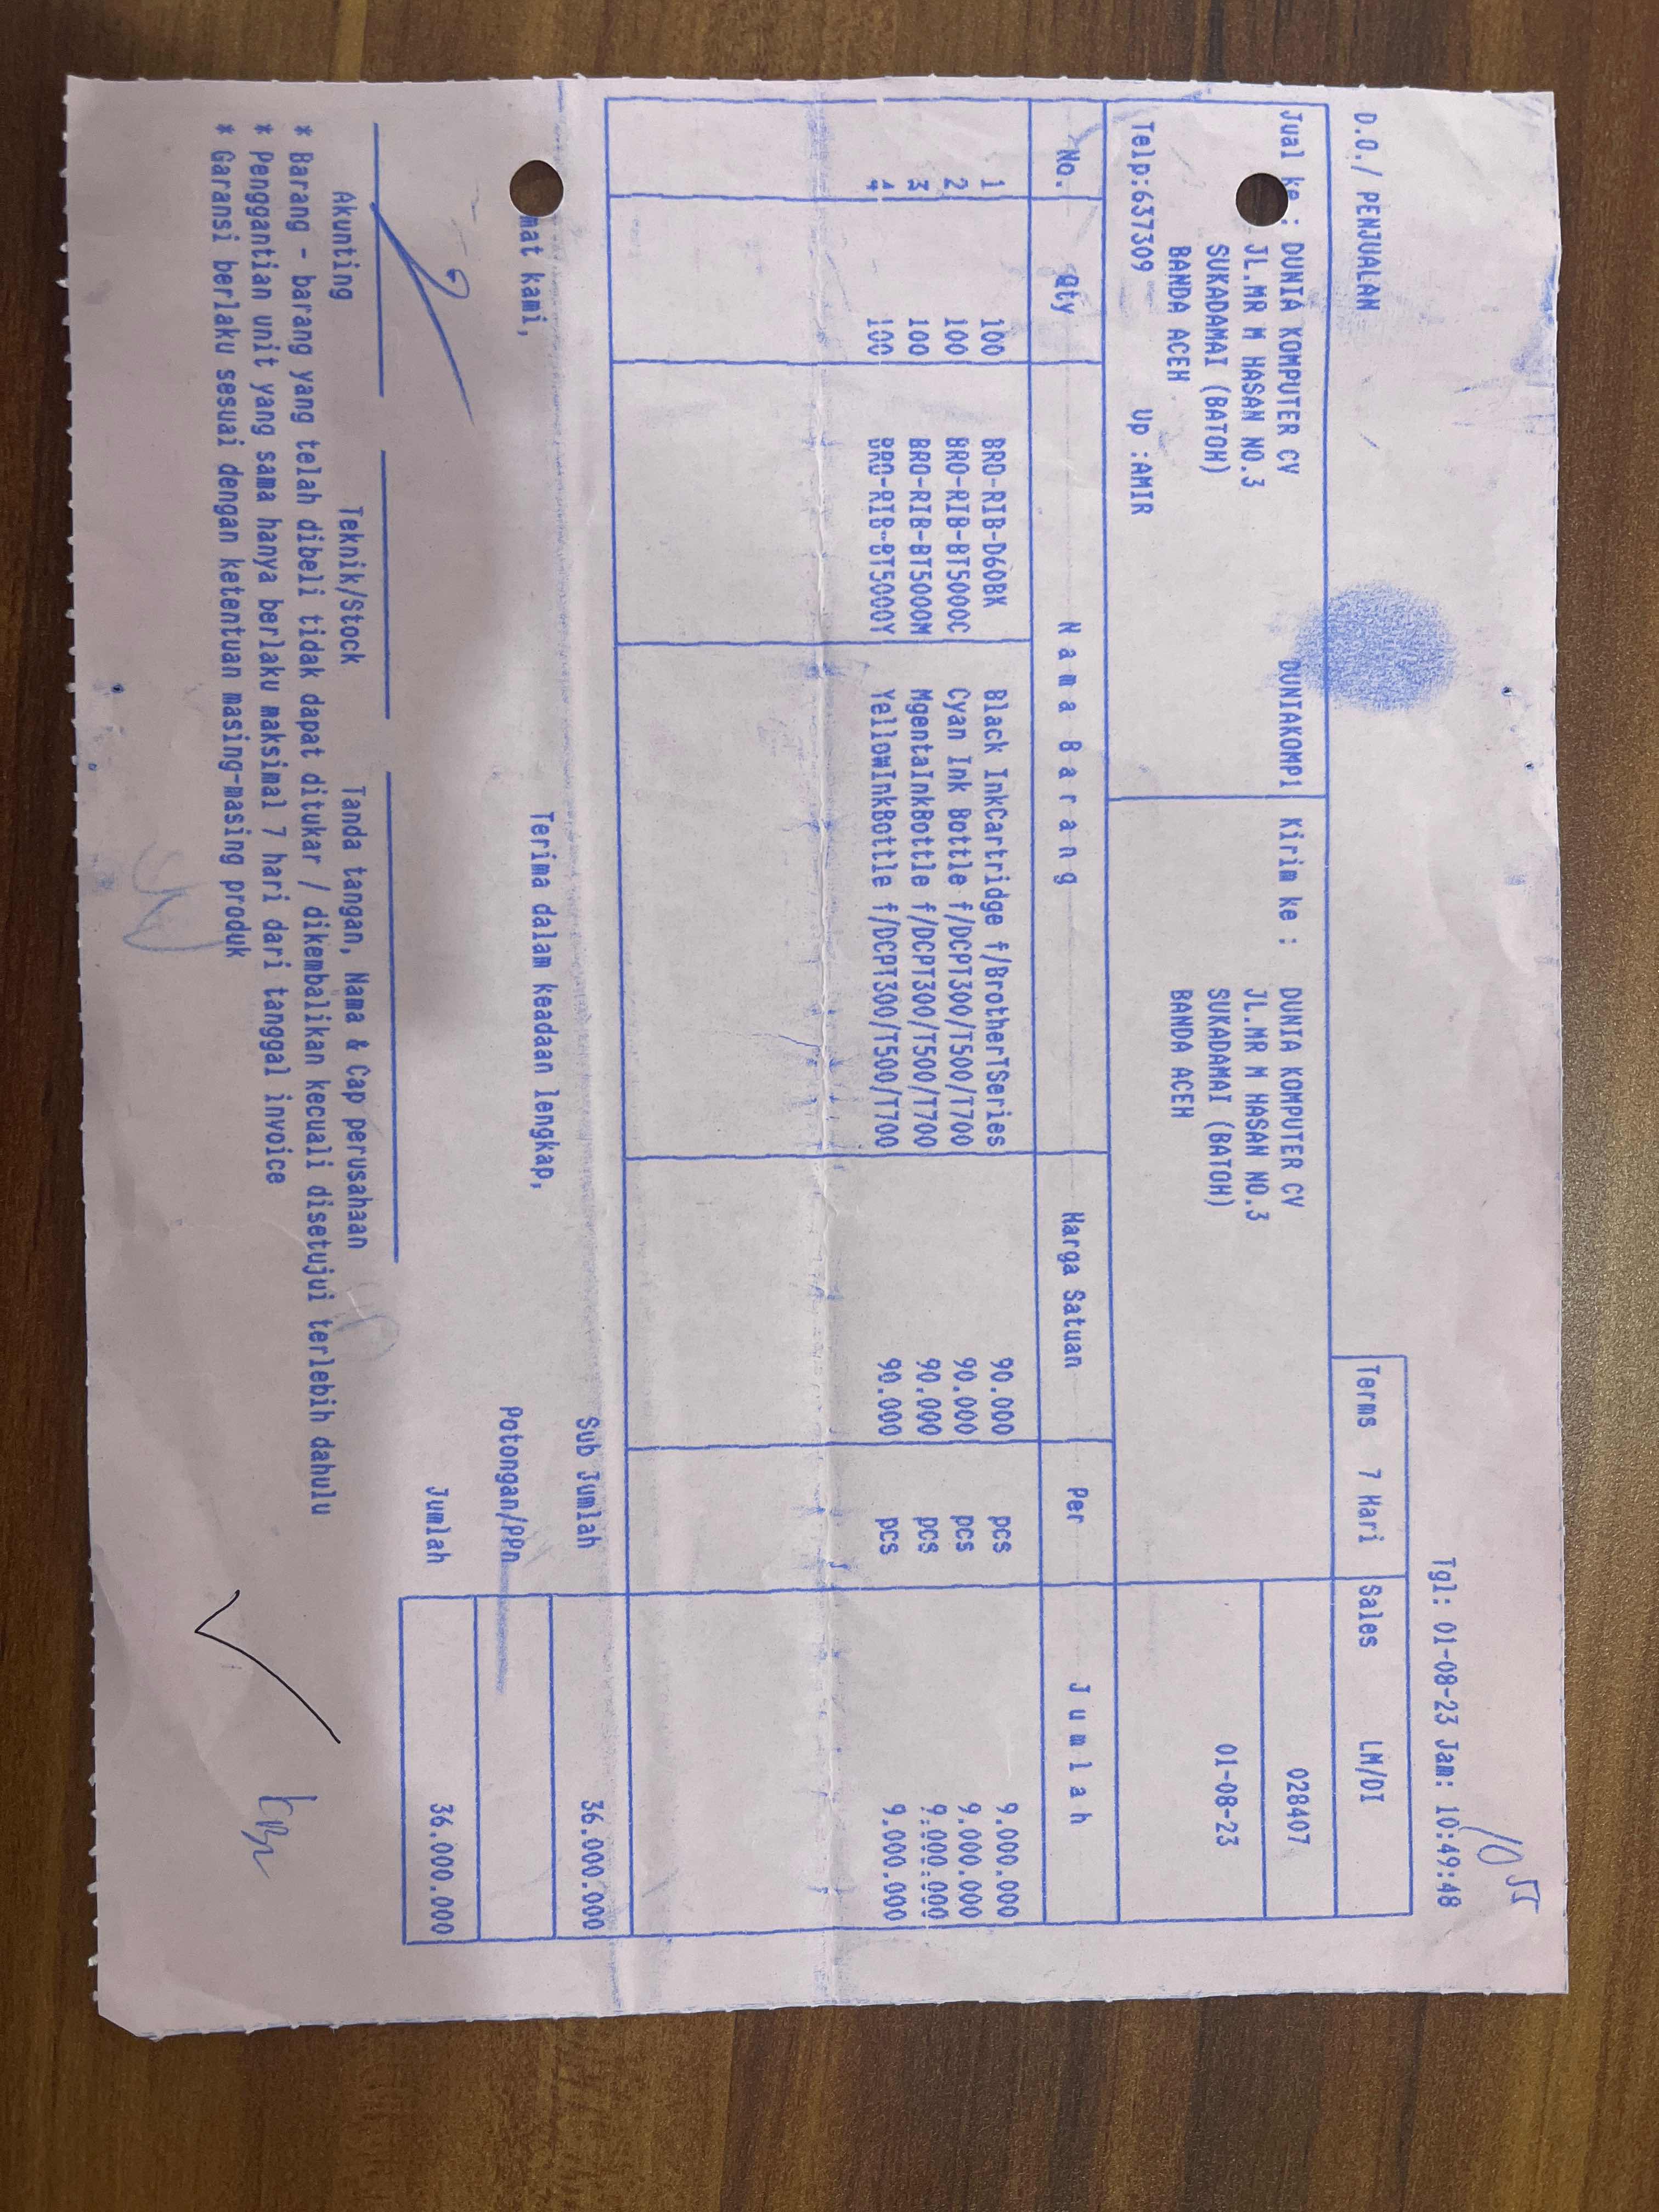 Tgl: 01-08-23 Jam: 10:49:48
D.O./ PENJUALAN
Terms 7 Hari Sales LM/DI
Jual ke : DUNIA KOMPUTER CV DUNIAKOMP1 Kirim ke : DUNIA KOMPUTER CV 028407
JL.MR M HASAN NO.3 JL.MR M HASAN NO.3
SUKADAMAI (BATOH) SUKADAMAI (BATOH) 01-08-23
BANDA ACEH BANDA ACEH
Telp:637309 Up :AMIR
No. Qty Nama Barang Harga Satuan Per Jumlah
1 100 BRO-RIB-D60BK Black InkCartridge f/BrotherTSeries 90.000 pcs 9.000.000
2 100 BRO-RIB-BT5000C Cyan Ink Bottle f/DCPT300/T500/T700 90.000 pcs 9.000.000
3 100 BRO-RIB-BT5000M MgentaInkBottle f/DCPT300/T500/T700 90.000 pcs 9.000.000
4 100 BRO-RIB-BT5000Y YellowInkBottle f/DCPT300/T500/T700 90.000 pcs 9.000.000
Sub Jumlah 36.000.000
mat kami, Terima dalam keadaan lengkap,
Potongan/PPn
Jumlah 36.000.000
Akunting Teknik/Stock Tanda tangan, Nama & Cap perusahaan
* Barang - barang yang telah dibeli tidak dapat ditukar / dikembalikan kecuali disetujui terlebih dahulu
* Penggantian unit yang sama hanya berlaku maksimal 7 hari dari tanggal invoice
* Garansi berlaku sesuai dengan ketentuan masing-masing produk